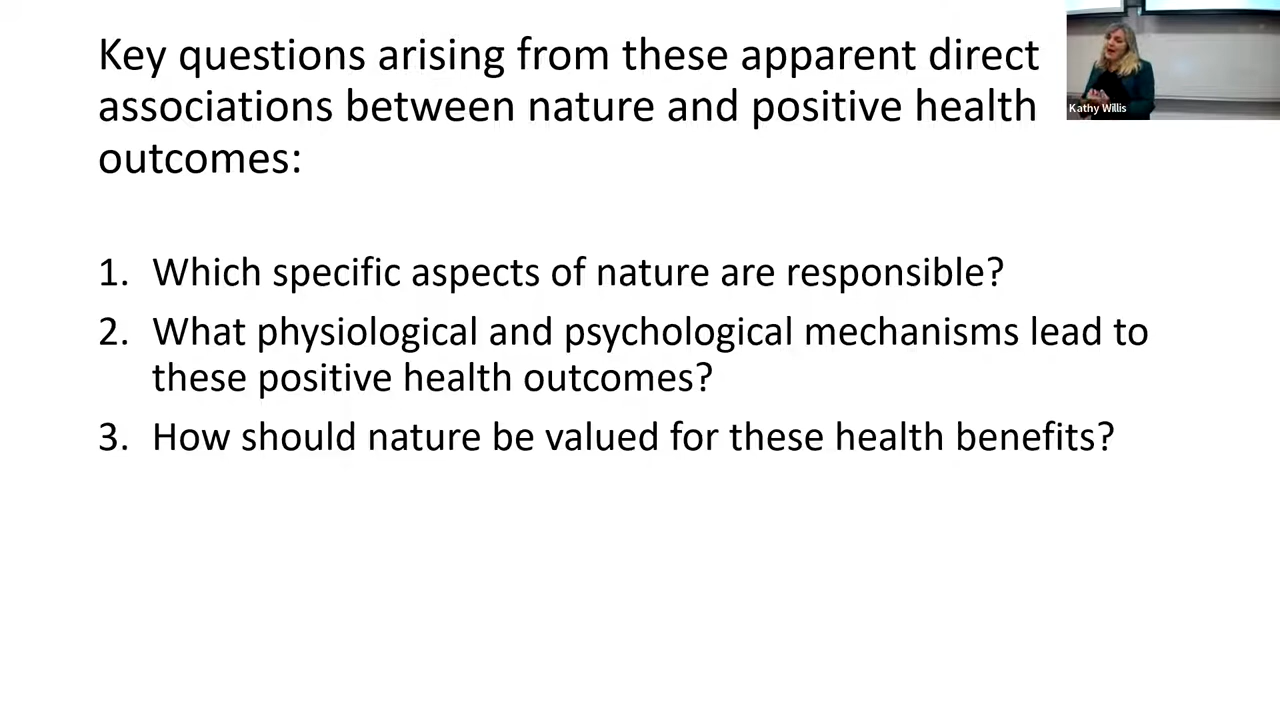 Key questions arising from these apparent direct
associations between nature and positive health
outcomes:
Kathy Willis
1. Which specific aspects of nature are responsible?
2. What physiological and psychological mechanisms lead to
these positive health outcomes?
3. How should nature be valued for these health benefits?